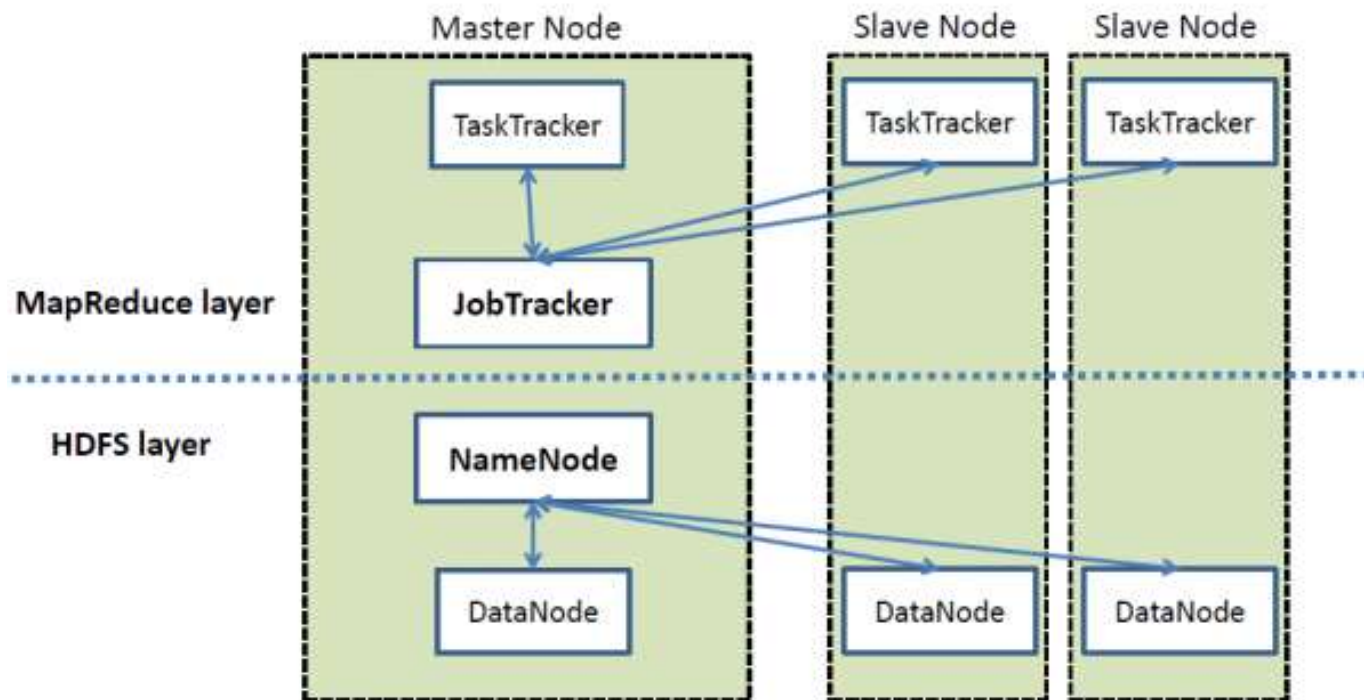 Master Node
Slave Node
Slave Node
TaskTracker
TaskTracker
TaskTracker
MapReduce layer
JobTracker
HDFS layer
NameNode
DataNode
DataNode
DataNode